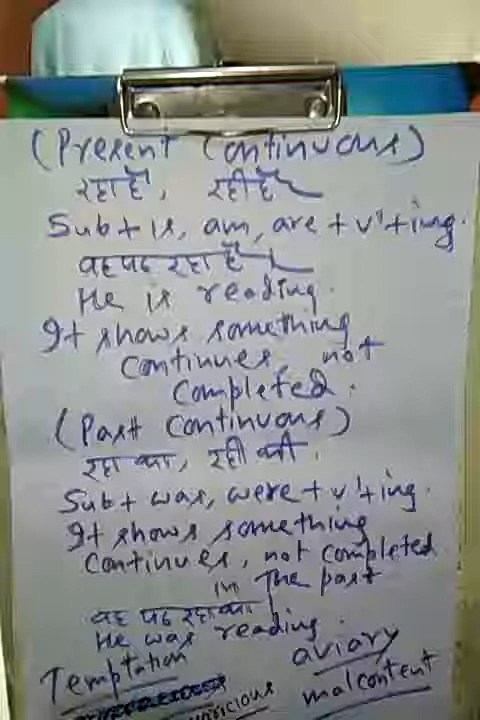 (Present Continuous)
रहा है, रही है
Sub+ is, am, are + v'+ing.
वह पढ रहा है।
He is reading.
It shows something
continues, not
completed.
(Past Continuous)
रहा था, रही थी.
Sub+ was, were + v'+ing.
It shows something
continues, not completed
in the past
वह पढ रहा था।
He was reading.
Temptation
aviary
malcontent